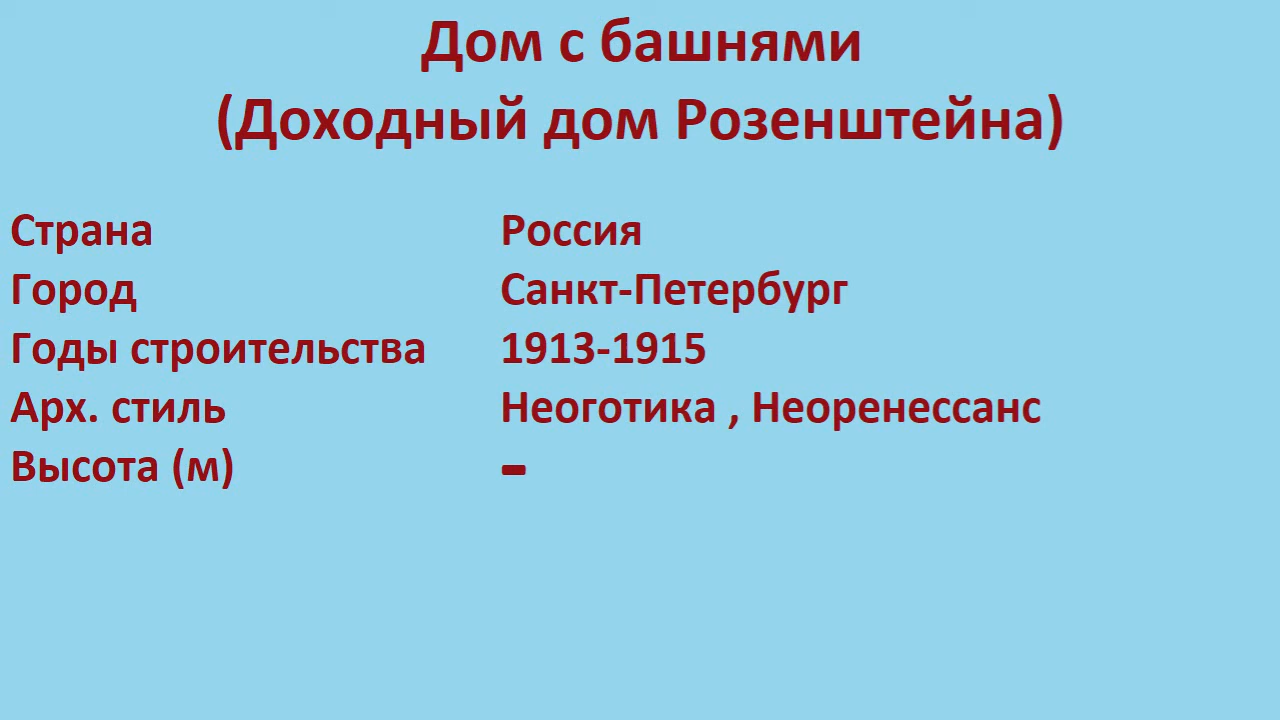 Дом с башнями
(Доходный дом Розенштейна)
Страна Россия
Город Санкт-Петербург
Годы строительства 1913-1915
Арх. стиль Неоготика , Неоренессанс
Высота (м) -